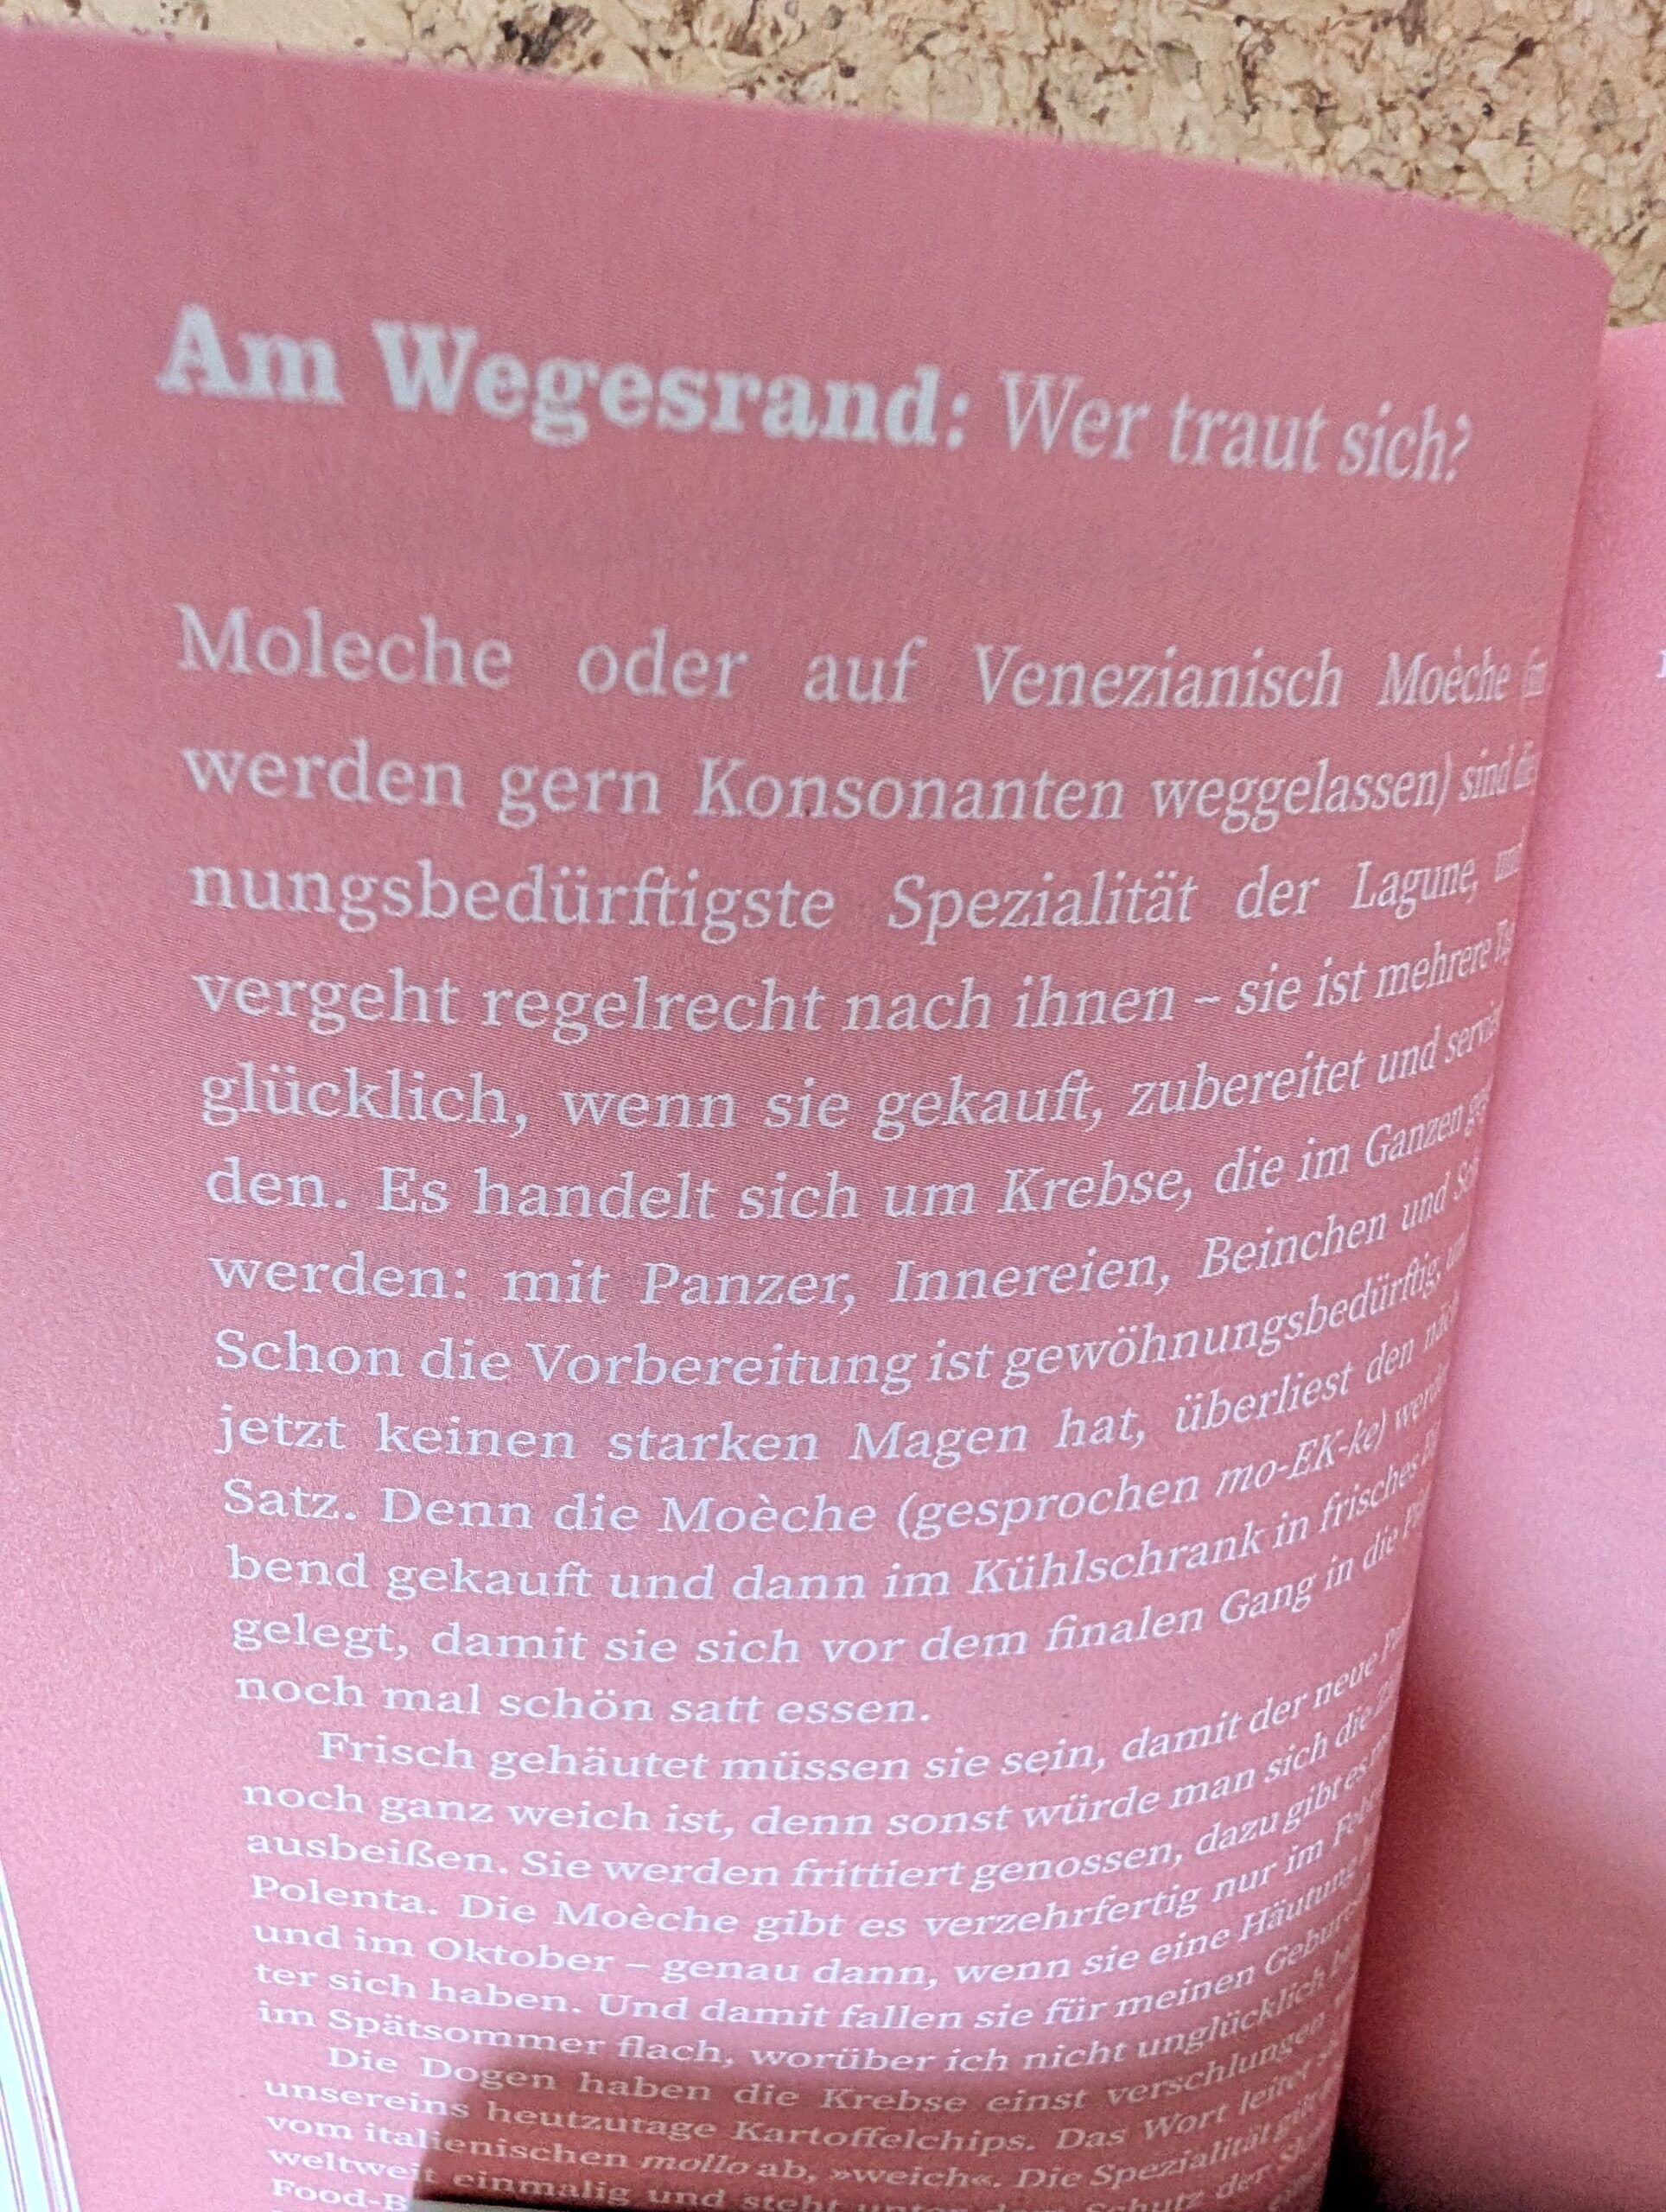 Am Wegesrand: Wer traut sich?
Moleche oder auf Venezianisch Moèche
werden gern Konsonanten weggelassen) sind
nungsbedürftigste Spezialität der Lagune,
vergeht regelrecht nach ihnen – sie ist mehrere
glücklich, wenn sie gekauft, zubereitet und
den. Es handelt sich um Krebse, die im Ganzen
werden: mit Panzer, Innereien, Beinchen und
Schon die Vorbereitung ist gewöhnungsbedürftig,
jetzt keinen starken Magen hat, überliest den
Satz. Denn die Moèche (gesprochen mo-EK-ke)
bend gekauft und dann im Kühlschrank in frisches
gelegt, damit sie sich vor dem finalen Gang in die
noch mal schön satt essen.
Frisch gehäutet müssen sie sein, damit der neue
noch ganz weich ist, denn sonst würde man sich die
ausbeißen. Sie werden frittiert genossen, dazu gibt es
Polenta. Die Moèche gibt es verzehrfertig nur im
und im Oktober – genau dann, wenn sie eine Häutung
ter sich haben. Und damit fallen sie für meinen
im Spätsommer flach, worüber ich nicht unglücklich
Die Dogen haben die Krebse einst verschlungen
unsereins heutzutage Kartoffelchips. Das Wort leitet
vom italienischen mollo ab, »weich«. Die Spezialität
weltweit einmalig und steht unter dem Schutz der
Food-B